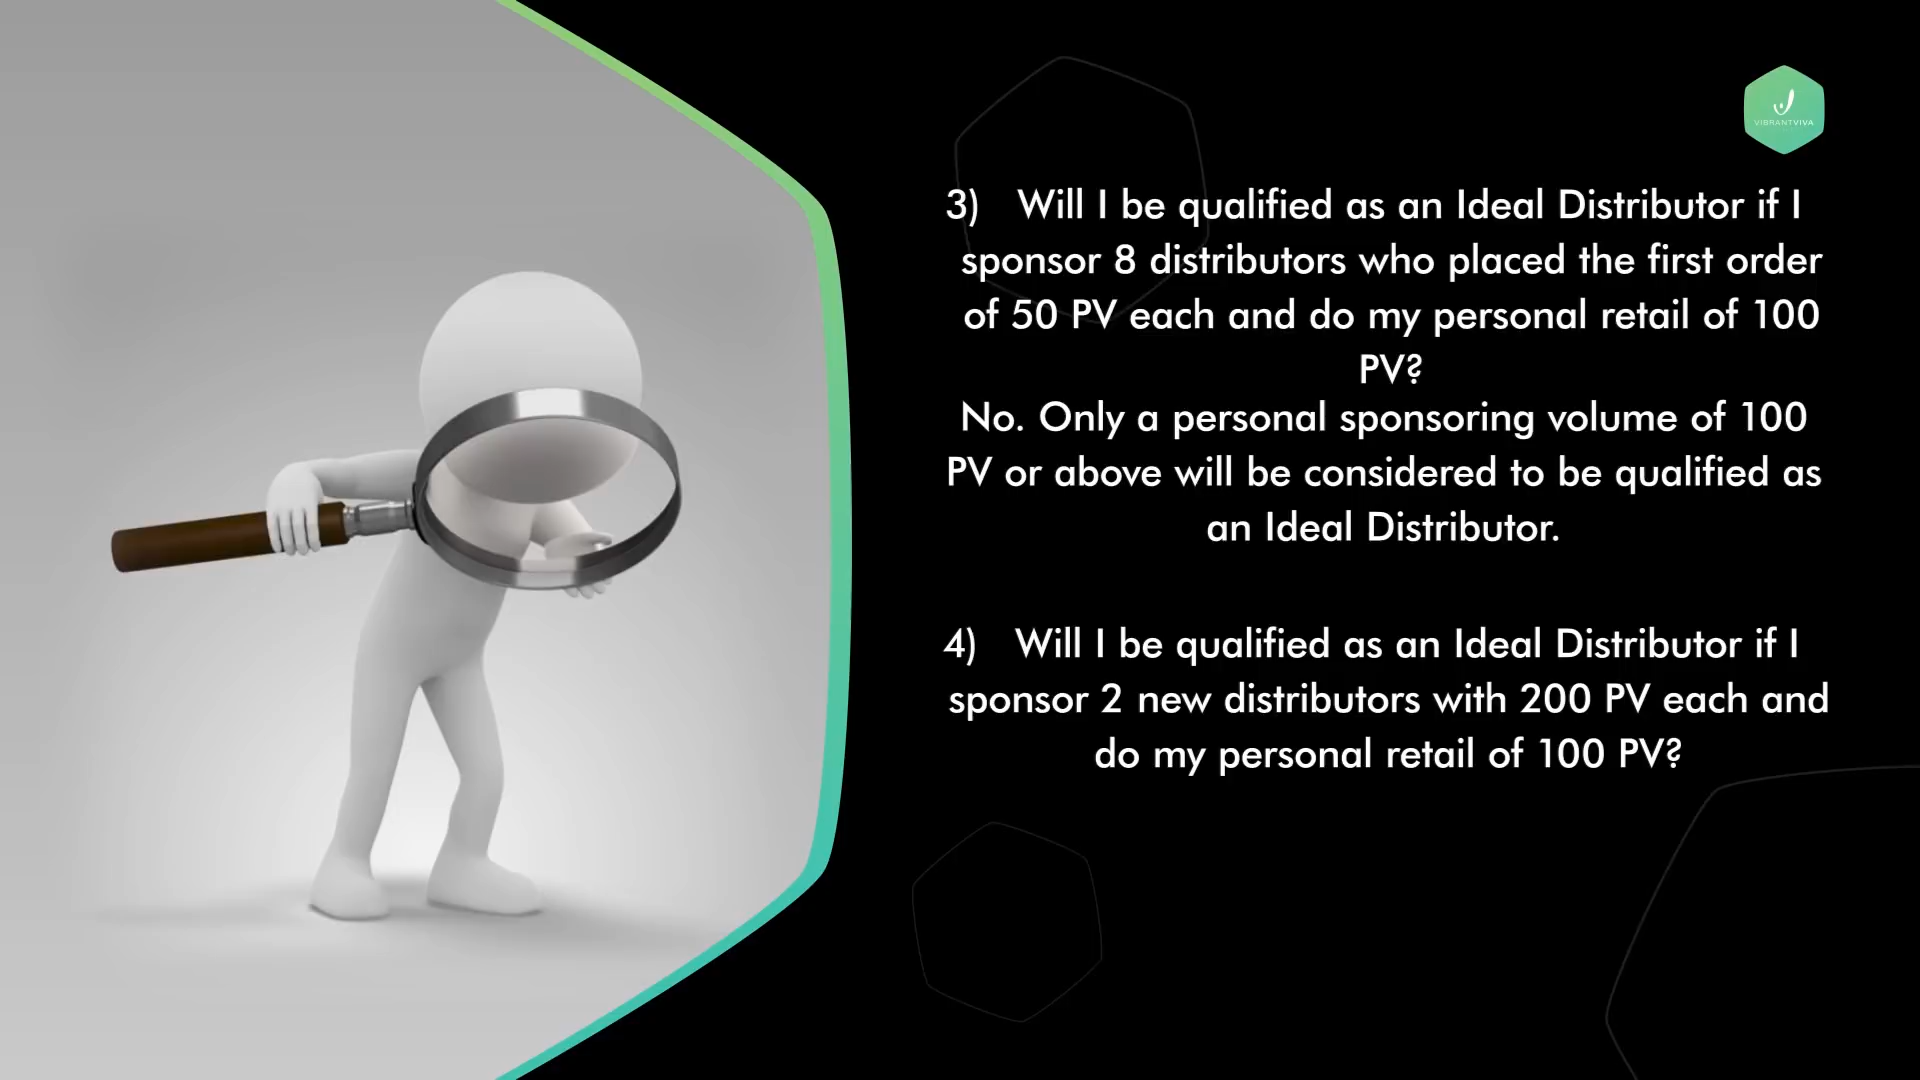 VIBRANTVIVA
3) Will I be qualified as an Ideal Distributor if I
sponsor 8 distributors who placed the first order
of 50 PV each and do my personal retail of 100
PV?
No. Only a personal sponsoring volume of 100
PV or above will be considered to be qualified as
an Ideal Distributor.
4) Will I be qualified as an Ideal Distributor if I
sponsor 2 new distributors with 200 PV each and
do my personal retail of 100 PV?